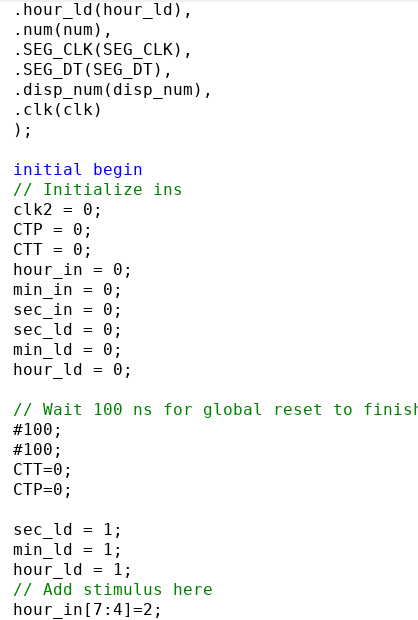 .hour_ld(hour_ld),
.num(num),
.SEG_CLK(SEG_CLK),
.SEG_DT(SEG_DT),
.disp_num(disp_num),
.clk(clk)
);
initial begin
// Initialize ins
clk2 = 0;
CTP = 0;
CTT = 0;
hour_in = 0;
min_in = 0;
sec_in = 0;
sec_ld = 0;
min_ld = 0;
hour_ld = 0;
// Wait 100 ns for global reset to finish
#100;
#100;
CTT=0;
CTP=0;
sec_ld = 1;
min_ld = 1;
hour_ld = 1;
// Add stimulus here
hour_in[7:4]=2;